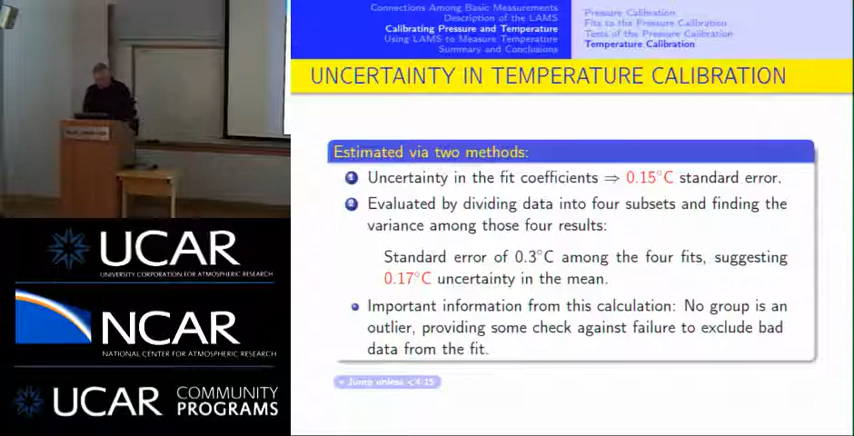 Connections Among Basic Measurements
Description of the LAMS
Calibrating Pressure and Temperature
Using LAMS to Measure Temperature
Summary and Conclusions
Pressure Calibration
Fits to the Pressure Calibration
Tests of the Pressure Calibration
Temperature Calibration
UNCERTAINTY IN TEMPERATURE CALIBRATION
Estimated via two methods:
1 Uncertainty in the fit coefficients ⇒ 0.15°C standard error.
2 Evaluated by dividing data into four subsets and finding the
variance among those four results:
Standard error of 0.3°C among the four fits, suggesting
0.17°C uncertainty in the mean.
Important information from this calculation: No group is an
outlier, providing some check against failure to exclude bad
data from the fit.
Jump unless <4:15
UCAR
UNIVERSITY CORPORATION FOR ATMOSPHERIC RESEARCH
NCAR
NATIONAL CENTER FOR ATMOSPHERIC RESEARCH
UCAR COMMUNITY
PROGRAMS